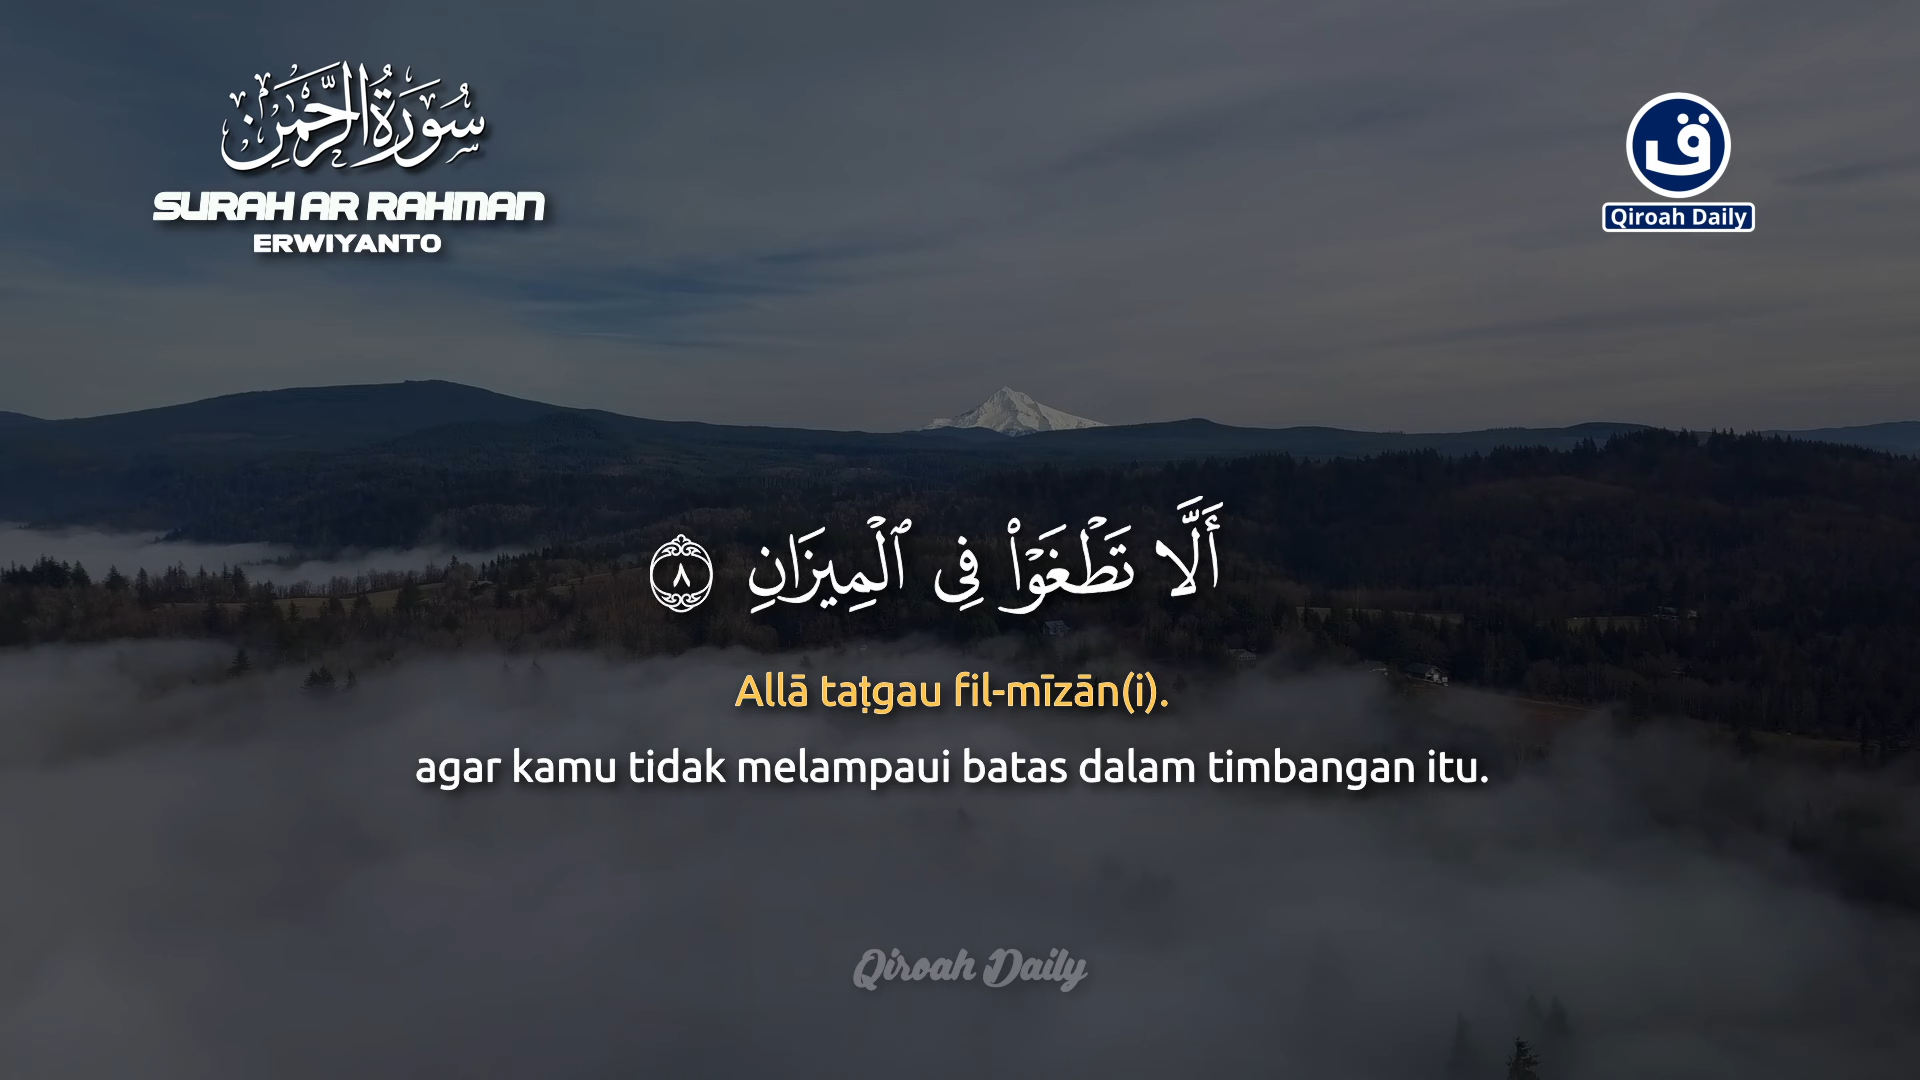 سُورَةُ الرَّحْمَٰنِ
SURAH AR RAHMAN
ERWIYANTO
ق
Qiroah Daily
أَلَّا تَطْغَوْا۟ فِى ٱلْمِيزَانِ ٨
Allā taṭgau fil-mīzān(i).
agar kamu tidak melampaui batas dalam timbangan itu.
Qiroah Daily